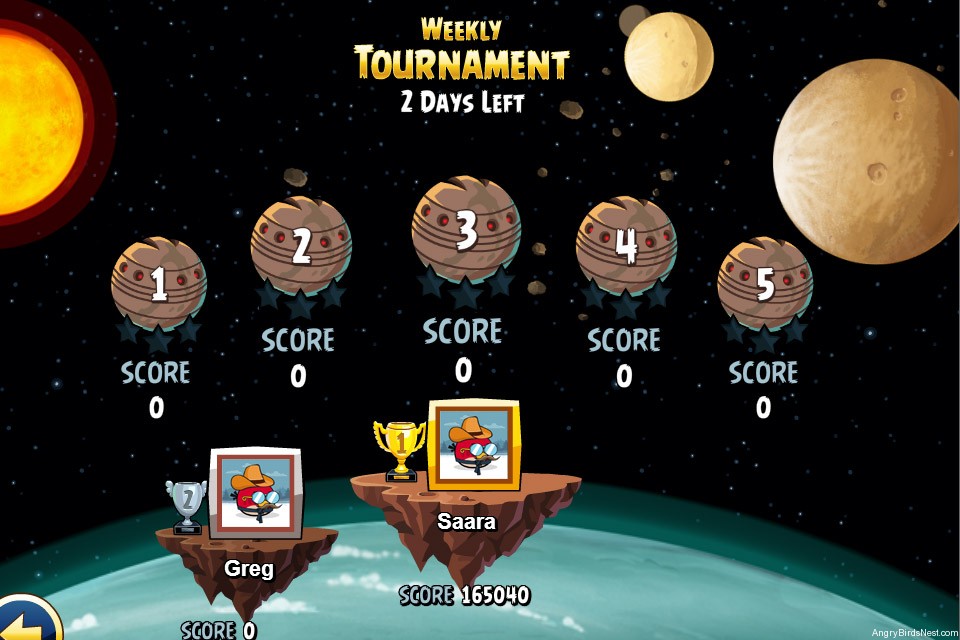 Weekly
Tournament
2 Days Left
1
2
3
4
5
SCORE
0
SCORE
0
SCORE
0
SCORE
0
SCORE
0
1
2
Saara
Greg
SCORE 165040
SCORE 0
AngryBirdsNest.com